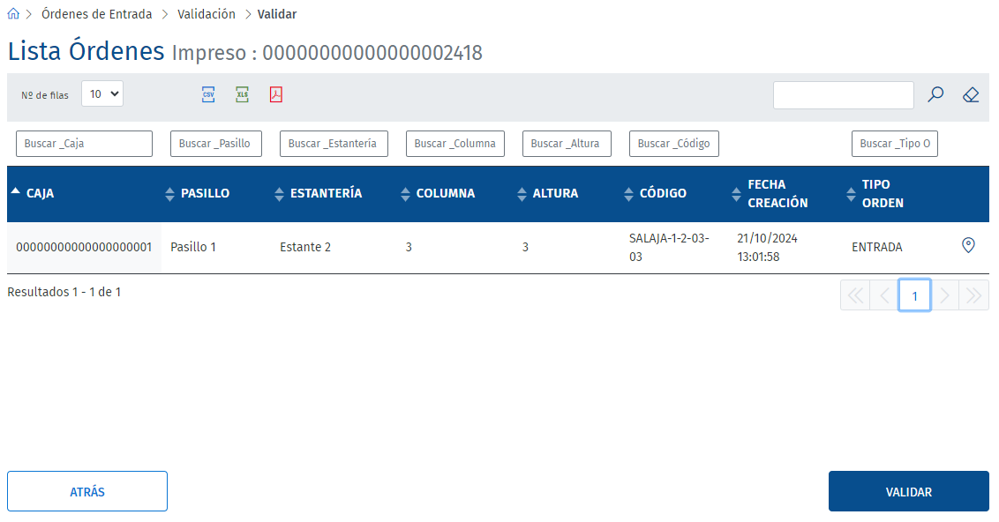 Órdenes de Entrada > Validación > Validar
Lista Órdenes Impreso : 00000000000000002418
Nº de filas 10 CSV XLS
Buscar _Caja Buscar _Pasillo Buscar _Estantería Buscar _Columna Buscar _Altura Buscar _Código Buscar _Tipo O
CAJA PASILLO ESTANTERÍA COLUMNA ALTURA CÓDIGO FECHA CREACIÓN TIPO ORDEN
00000000000000000001 Pasillo 1 Estante 2 3 3 SALAJA-1-2-03-03 21/10/2024 13:01:58 ENTRADA
Resultados 1 - 1 de 1 1
ATRÁS VALIDAR